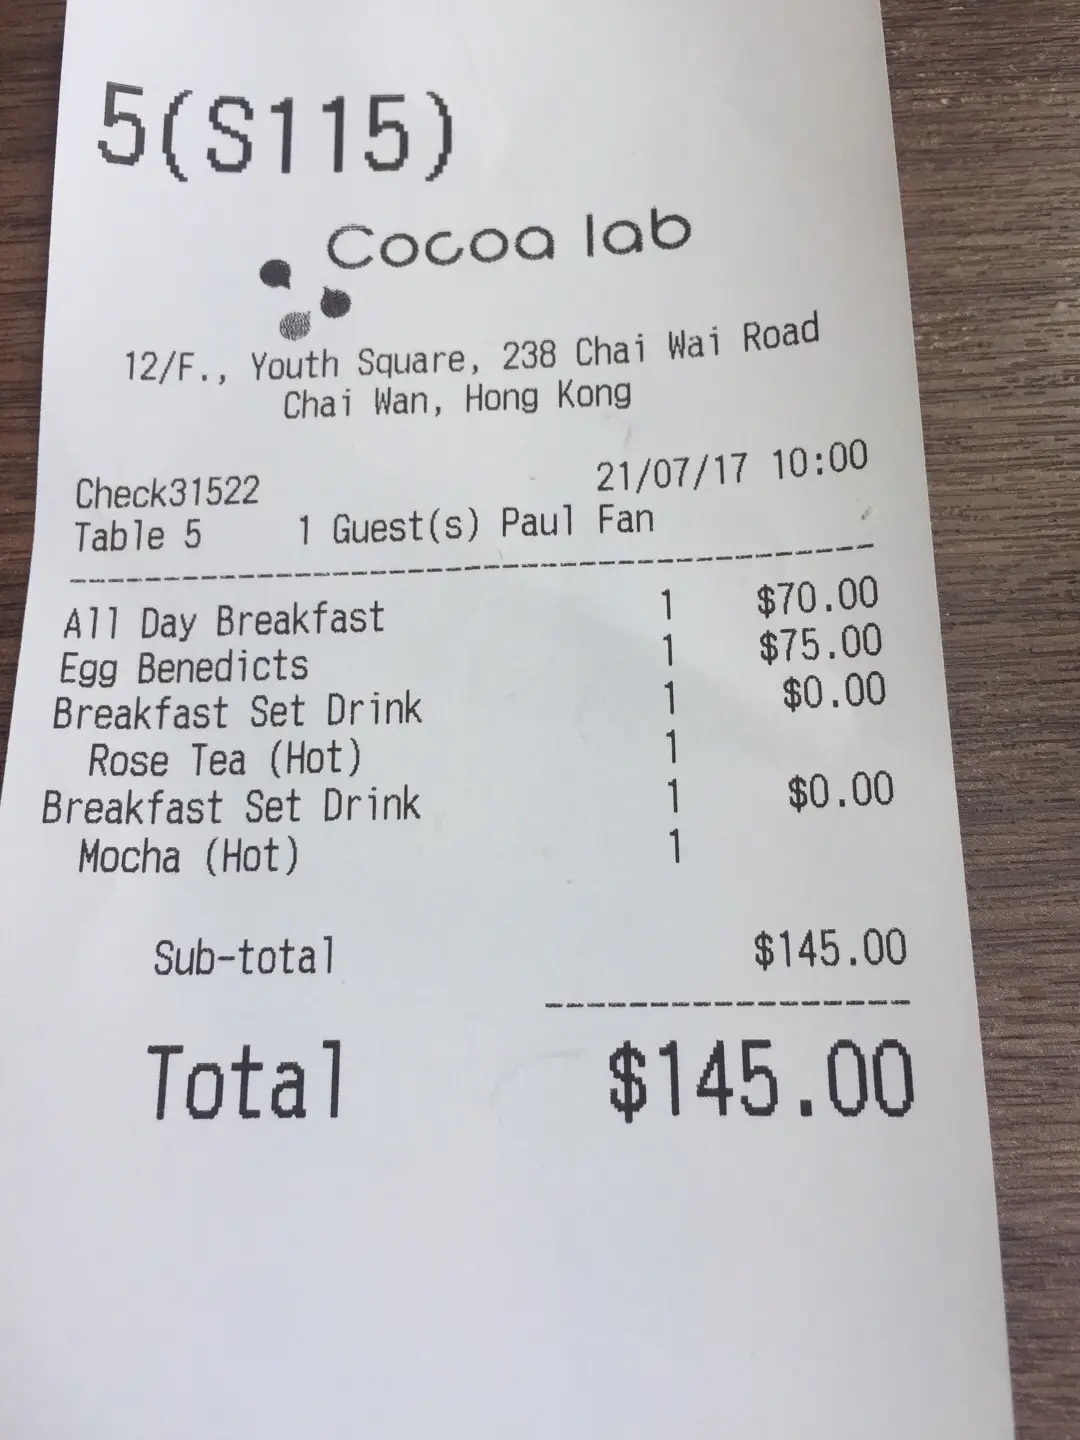 5(S115)
Cocoa lab
12/F., Youth Square, 238 Chai Wai Road
Chai Wan, Hong Kong
Check31522 21/07/17 10:00
Table 5 1 Guest(s) Paul Fan
All Day Breakfast 1 $70.00
Egg Benedicts 1 $75.00
Breakfast Set Drink 1 $0.00
Rose Tea (Hot) 1
Breakfast Set Drink 1 $0.00
Mocha (Hot) 1
Sub-total $145.00
Total $145.00